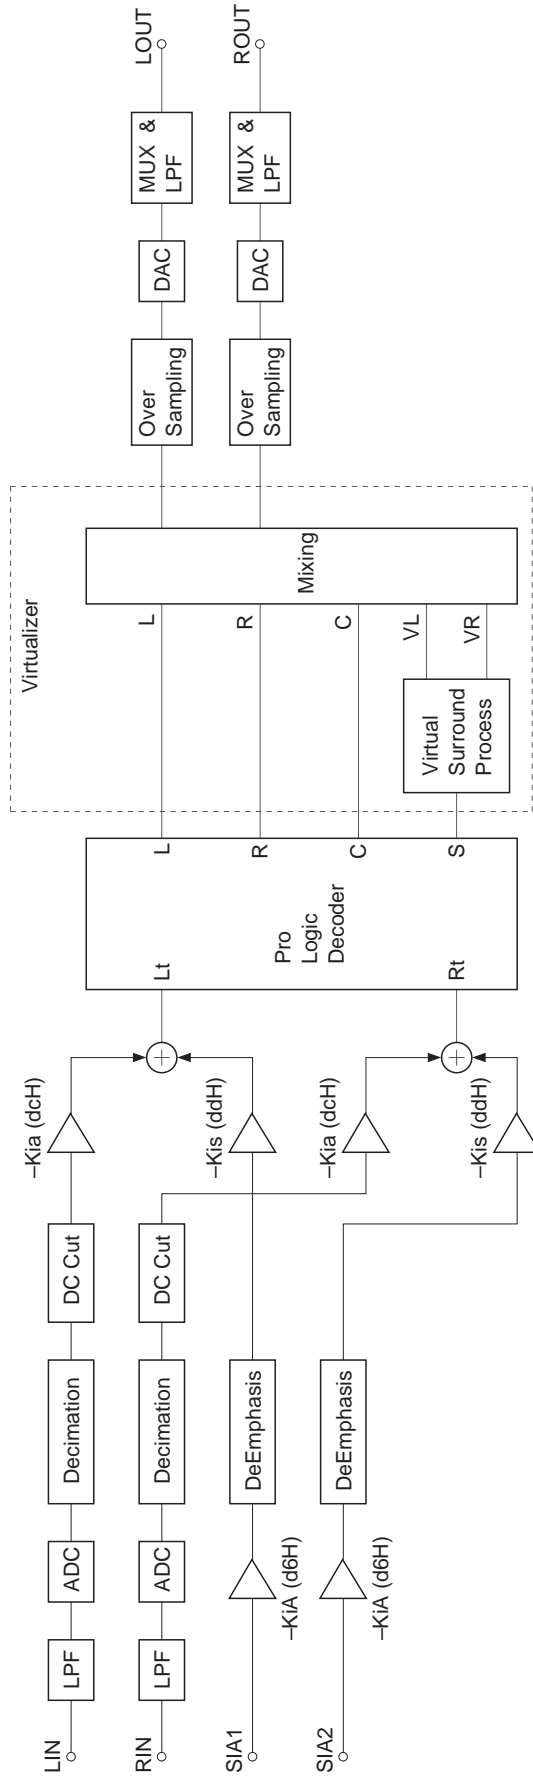 LIN
LPF
ADC
Decimation
DC Cut
–Kia (dcH)
RIN
LPF
ADC
Decimation
DC Cut
–Kis (ddH)
SIA1
–KiA (d6H)
DeEmphasis
–Kia (dcH)
SIA2
–KiA (d6H)
DeEmphasis
–Kis (ddH)
Lt
Rt
Pro
Logic
Decoder
L
R
C
S
Virtualizer
Virtual
Surround
Process
L
R
C
VL
VR
Mixing
Over
Sampling
DAC
MUX &
LPF
LOUT
Over
Sampling
DAC
MUX &
LPF
ROUT